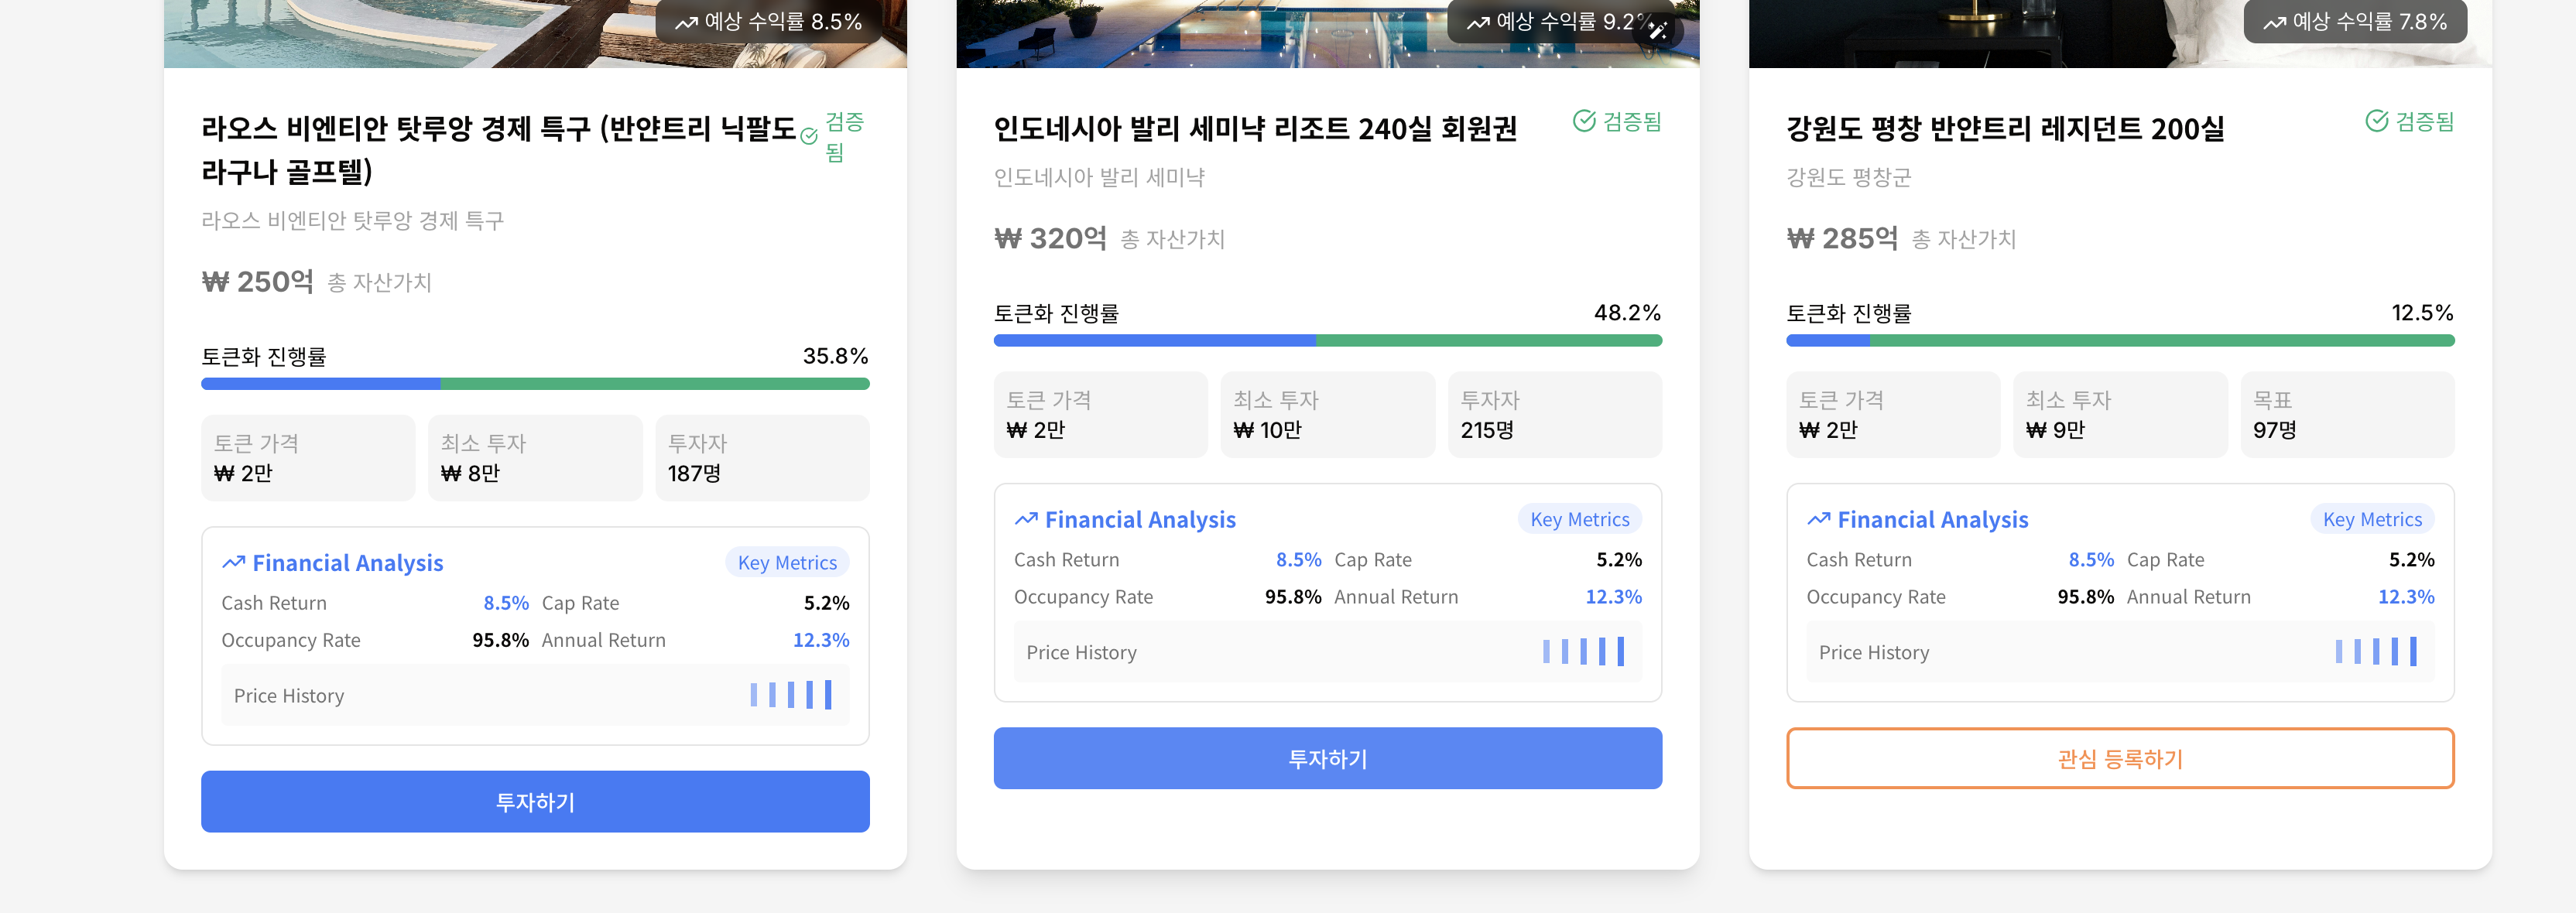 예상 수익률 8.5%
라오스 비엔티안 탓루앙 경제 특구 (반얀트리 닉팔도
라구나 골프텔)
검증
됨
라오스 비엔티안 탓루앙 경제 특구
₩ 250억 총 자산가치
토큰화 진행률 35.8%
토큰 가격
₩ 2만
최소 투자
₩ 8만
투자자
187명
Financial Analysis Key Metrics
Cash Return 8.5% Cap Rate 5.2%
Occupancy Rate 95.8% Annual Return 12.3%
Price History
투자하기
예상 수익률 9.2%
인도네시아 발리 세미냑 리조트 240실 회원권
검증됨
인도네시아 발리 세미냑
₩ 320억 총 자산가치
토큰화 진행률 48.2%
토큰 가격
₩ 2만
최소 투자
₩ 10만
투자자
215명
Financial Analysis Key Metrics
Cash Return 8.5% Cap Rate 5.2%
Occupancy Rate 95.8% Annual Return 12.3%
Price History
투자하기
예상 수익률 7.8%
강원도 평창 반얀트리 레지던트 200실
검증됨
강원도 평창군
₩ 285억 총 자산가치
토큰화 진행률 12.5%
토큰 가격
₩ 2만
최소 투자
₩ 9만
목표
97명
Financial Analysis Key Metrics
Cash Return 8.5% Cap Rate 5.2%
Occupancy Rate 95.8% Annual Return 12.3%
Price History
관심 등록하기